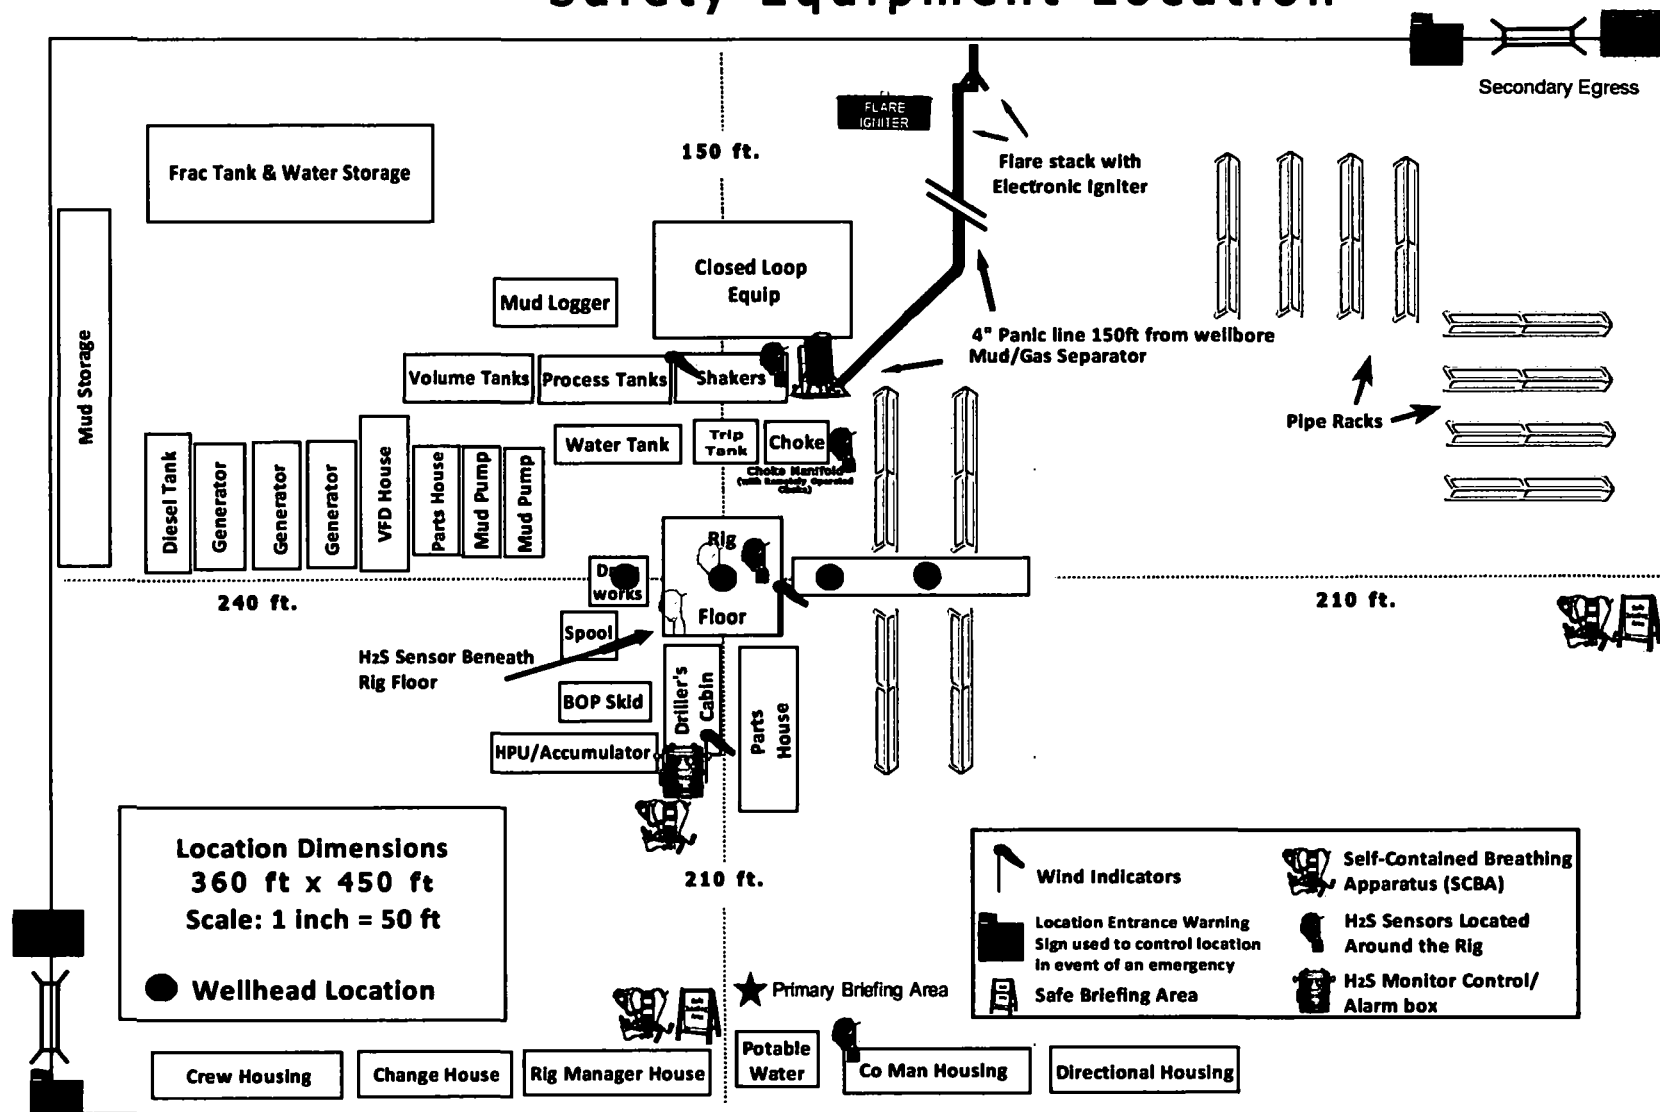 Safety Equipment Location
Secondary Egress
FLARE
IGNITER
150 ft.
Flare stack with
Electronic Igniter
Frac Tank & Water Storage
Closed Loop
Equip
Mud Logger
4" Panic line 150ft from wellbore
Mud/Gas Separator
Mud Storage
Volume Tanks
Process Tanks
Shakers
Pipe Racks
Water Tank
Trip
Tank
Choke
Choke Manifold
(with Remotely Operated
Choke)
Diesel Tank
Generator
Generator
Generator
VFD House
Parts House
Mud Pump
Mud Pump
Rig
Floor
works
240 ft.
210 ft.
Spool
H2S Sensor Beneath
Rig Floor
BOP Skid
Driller's
Cabin
Parts
House
HPU/Accumulator
210 ft.
Location Dimensions
360 ft x 450 ft
Scale: 1 inch = 50 ft
Wellhead Location
Wind Indicators
Location Entrance Warning
Sign used to control location
in event of an emergency
Safe Briefing Area
Self-Contained Breathing
Apparatus (SCBA)
H2S Sensors Located
Around the Rig
H2S Monitor Control/
Alarm box
Primary Briefing Area
Crew Housing
Change House
Rig Manager House
Potable
Water
Co Man Housing
Directional Housing